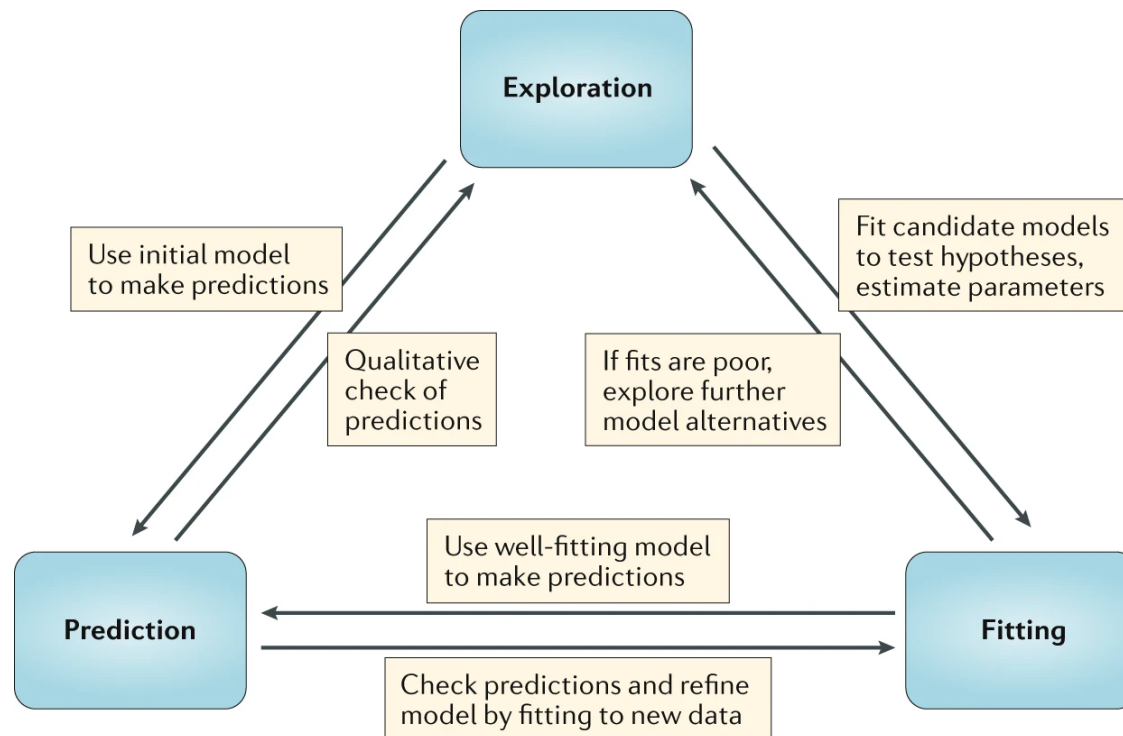 Exploration
Use initial model
to make predictions
Qualitative
check of
predictions
Fit candidate models
to test hypotheses,
estimate parameters
If fits are poor,
explore further
model alternatives
Use well-fitting model
to make predictions
Prediction
Fitting
Check predictions and refine
model by fitting to new data